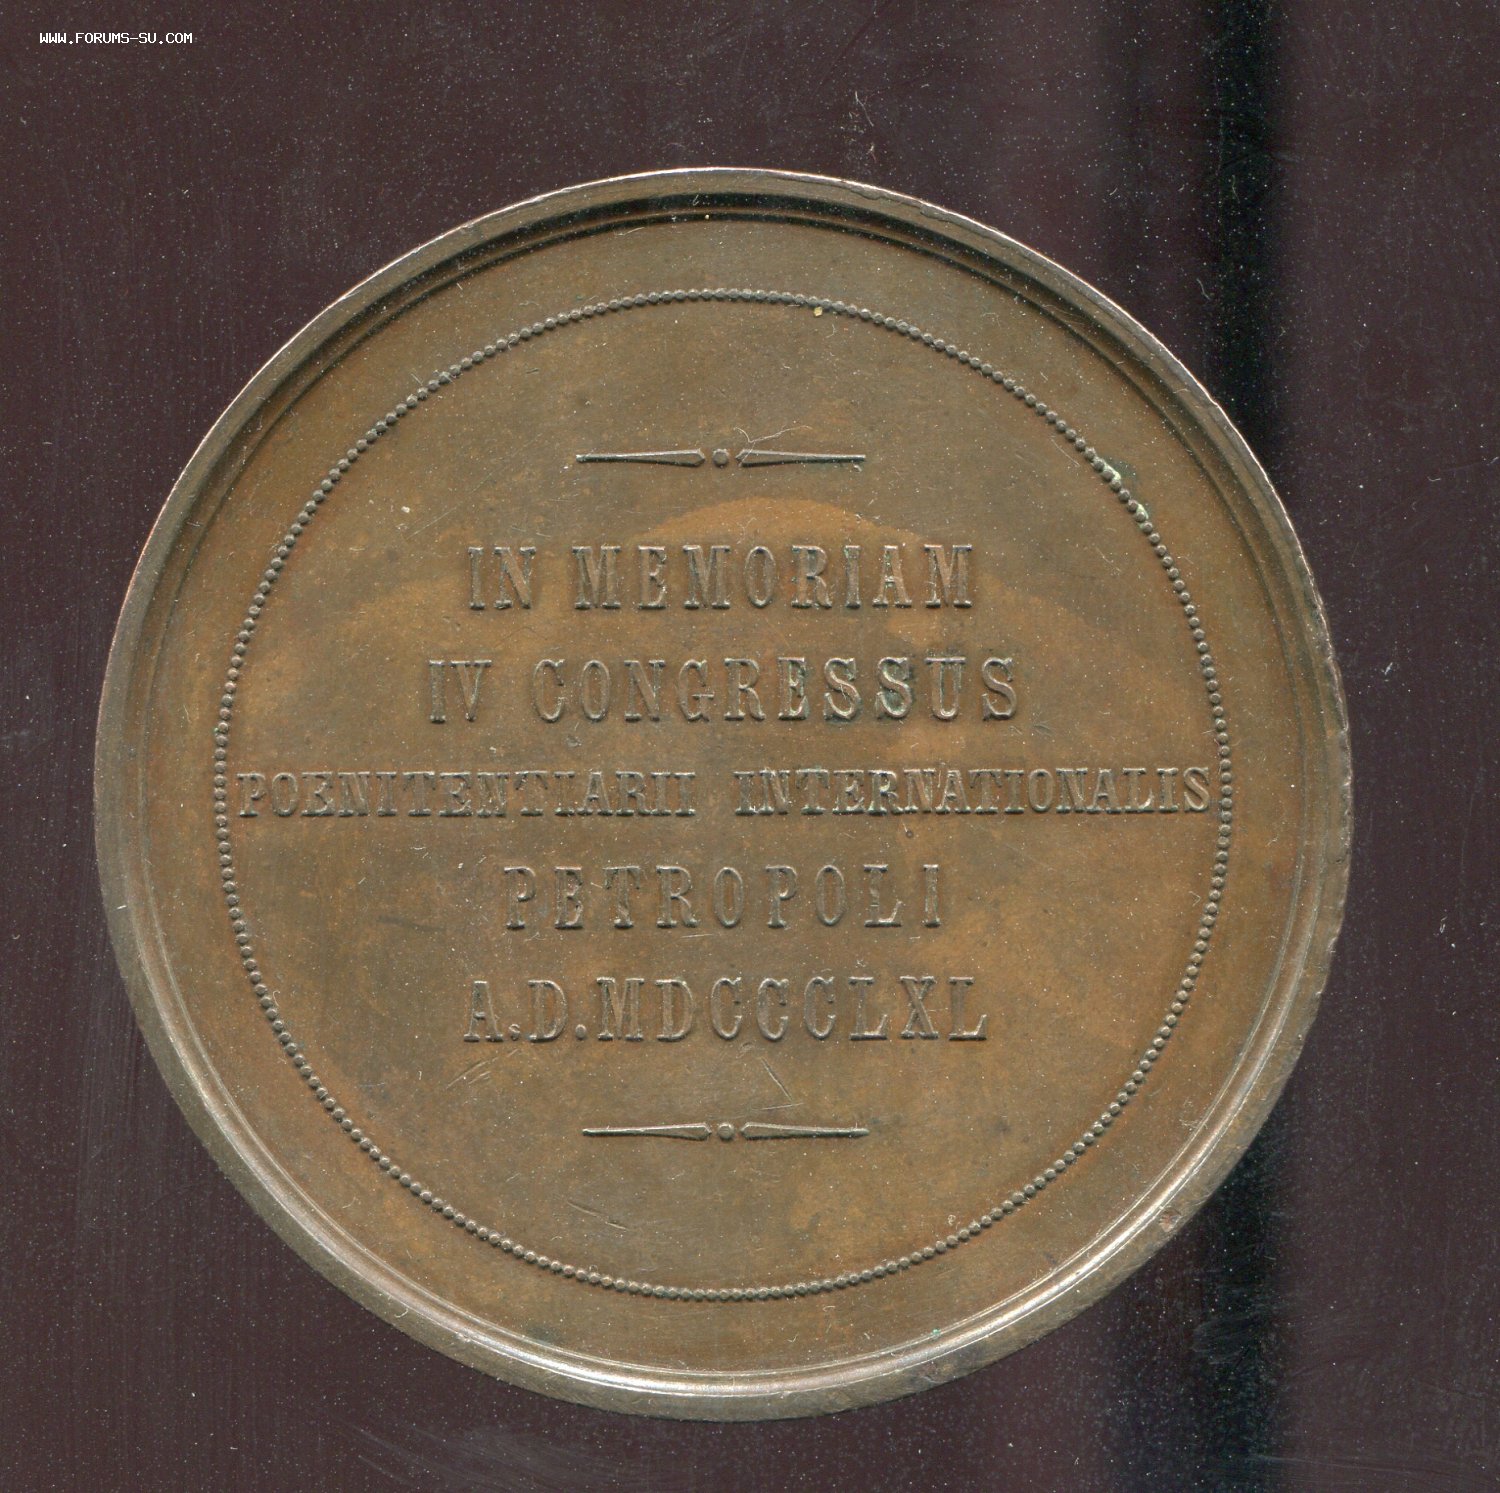 WWW.FORUMS-SU.COM
IN MEMORIAM
IV CONGRESSUS
POENITENTIARII INTERNATIONALIS
PETROPOLI
A.D.MDCCCLXL